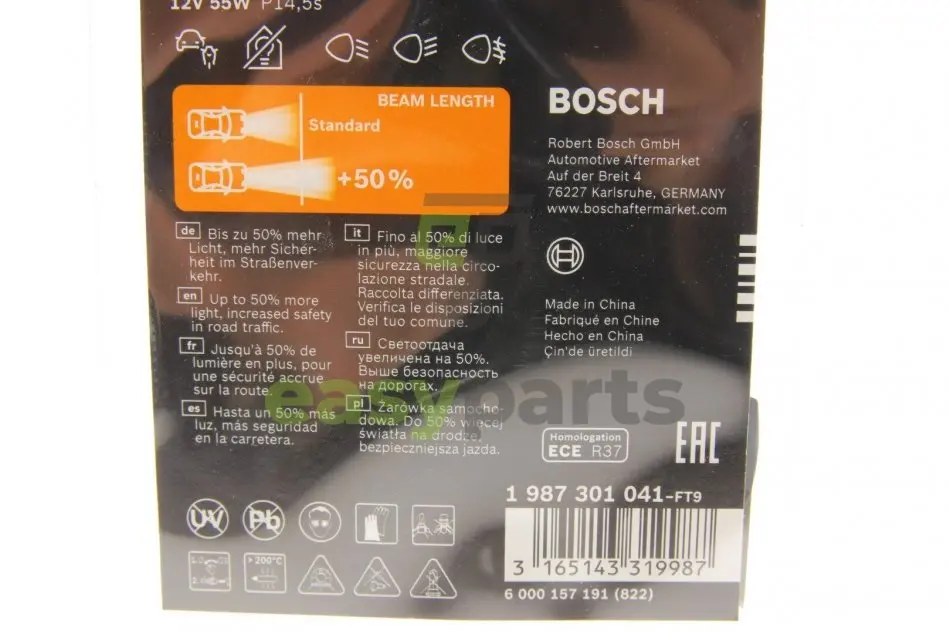 12V 55W P14,5s
BEAM LENGTH
Standard
+50%
BOSCH
Robert Bosch GmbH
Automotive Aftermarket
Auf der Breit 4
76227 Karlsruhe, GERMANY
www.boschaftermarket.com
de Bis zu 50% mehr
Licht, mehr Sicher-
heit im Straßenver-
kehr.
en Up to 50% more
light, increased safety
in road traffic.
fr Jusqu'à 50% de
lumière en plus, pour
une sécurité accrue
sur la route.
es Hasta un 50% más
luz, más seguridad
en la carretera.
it Fino al 50% di luce
in più, maggiore
sicurezza nella circo-
lazione stradale.
Raccolta differenziata.
Verifica le disposizioni
del tuo comune.
ru Светоотдача
увеличена на 50%.
Выше безопасность
на дорогах.
pl Żarówka samocho-
dowa. Do 50% więcej
światła na drodze,
bezpieczniejsza jazda.
Made in China
Fabriqué en Chine
Hecho en China
Çin'de üretildi
easyparts
Homologation
ECE R37
EAC
UV
Pb
> 200°C
1 987 301 041-FT9
3 165143 319987
6 000 157 191 (822)